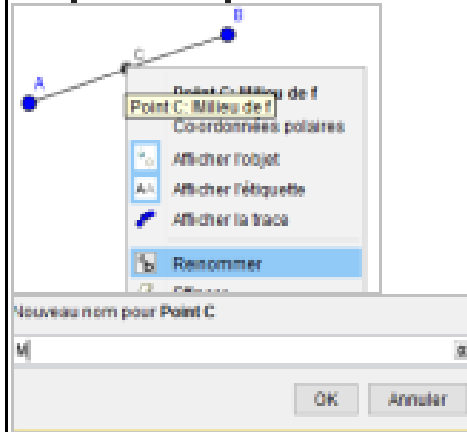 B
C
A
Point C: Milieu de f
Point C: Milieu de f
Coordonnées polaires
Afficher l'objet
AA Afficher l'étiquette
Afficher la trace
Renommer
Nouveau nom pour Point C
M
α
OK Annuler